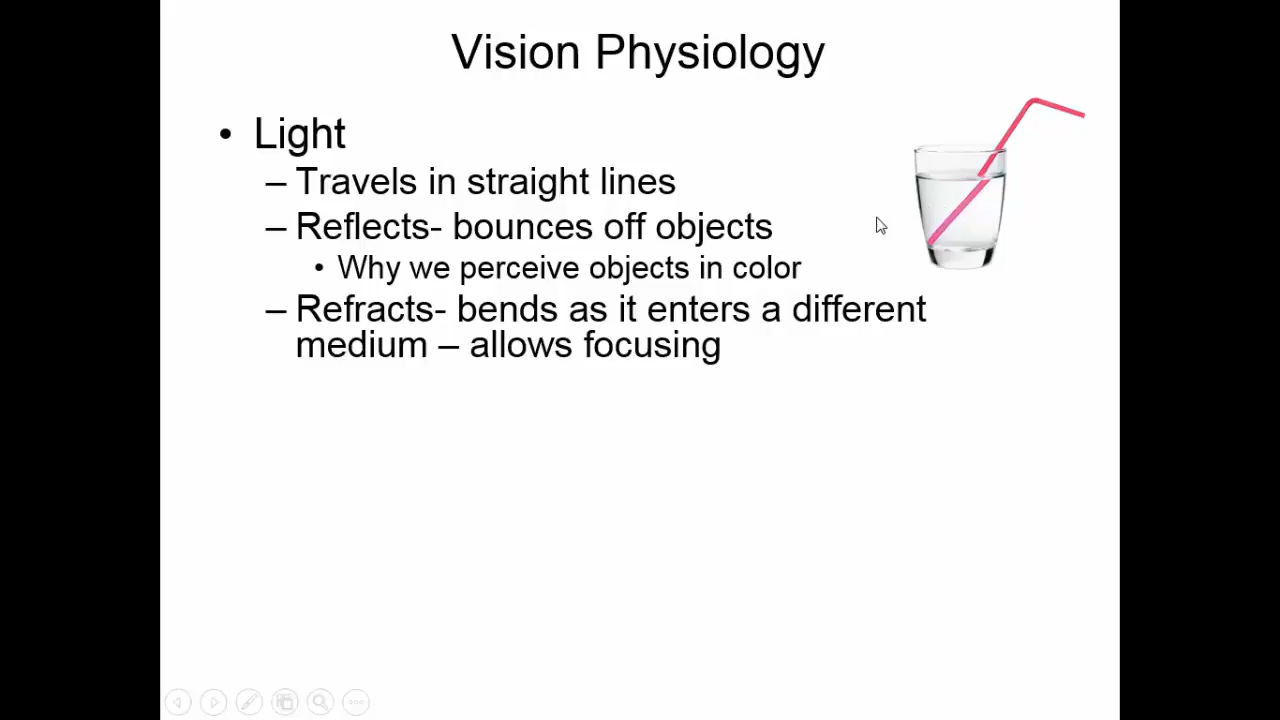 Vision Physiology
• Light
– Travels in straight lines
– Reflects- bounces off objects
• Why we perceive objects in color
– Refracts- bends as it enters a different
medium – allows focusing